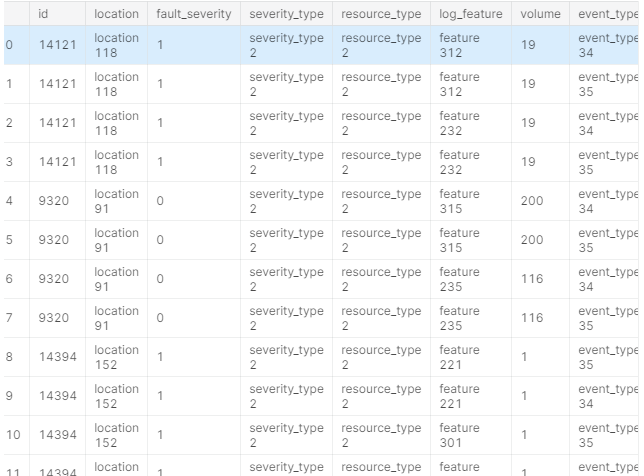 id location fault_severity severity_type resource_type log_feature volume event_type
0 14121 location 118 1 severity_type 2 resource_type 2 feature 312 19 event_type 34
1 14121 location 118 1 severity_type 2 resource_type 2 feature 312 19 event_type 35
2 14121 location 118 1 severity_type 2 resource_type 2 feature 232 19 event_type 34
3 14121 location 118 1 severity_type 2 resource_type 2 feature 232 19 event_type 35
4 9320 location 91 0 severity_type 2 resource_type 2 feature 315 200 event_type 34
5 9320 location 91 0 severity_type 2 resource_type 2 feature 315 200 event_type 35
6 9320 location 91 0 severity_type 2 resource_type 2 feature 235 116 event_type 34
7 9320 location 91 0 severity_type 2 resource_type 2 feature 235 116 event_type 35
8 14394 location 152 1 severity_type 2 resource_type 2 feature 221 1 event_type 35
9 14394 location 152 1 severity_type 2 resource_type 2 feature 221 1 event_type 34
10 14394 location 152 1 severity_type 2 resource_type 2 feature 301 1 event_type 35
11 14394 location 1 severity_type resource_type feature 1 event_type